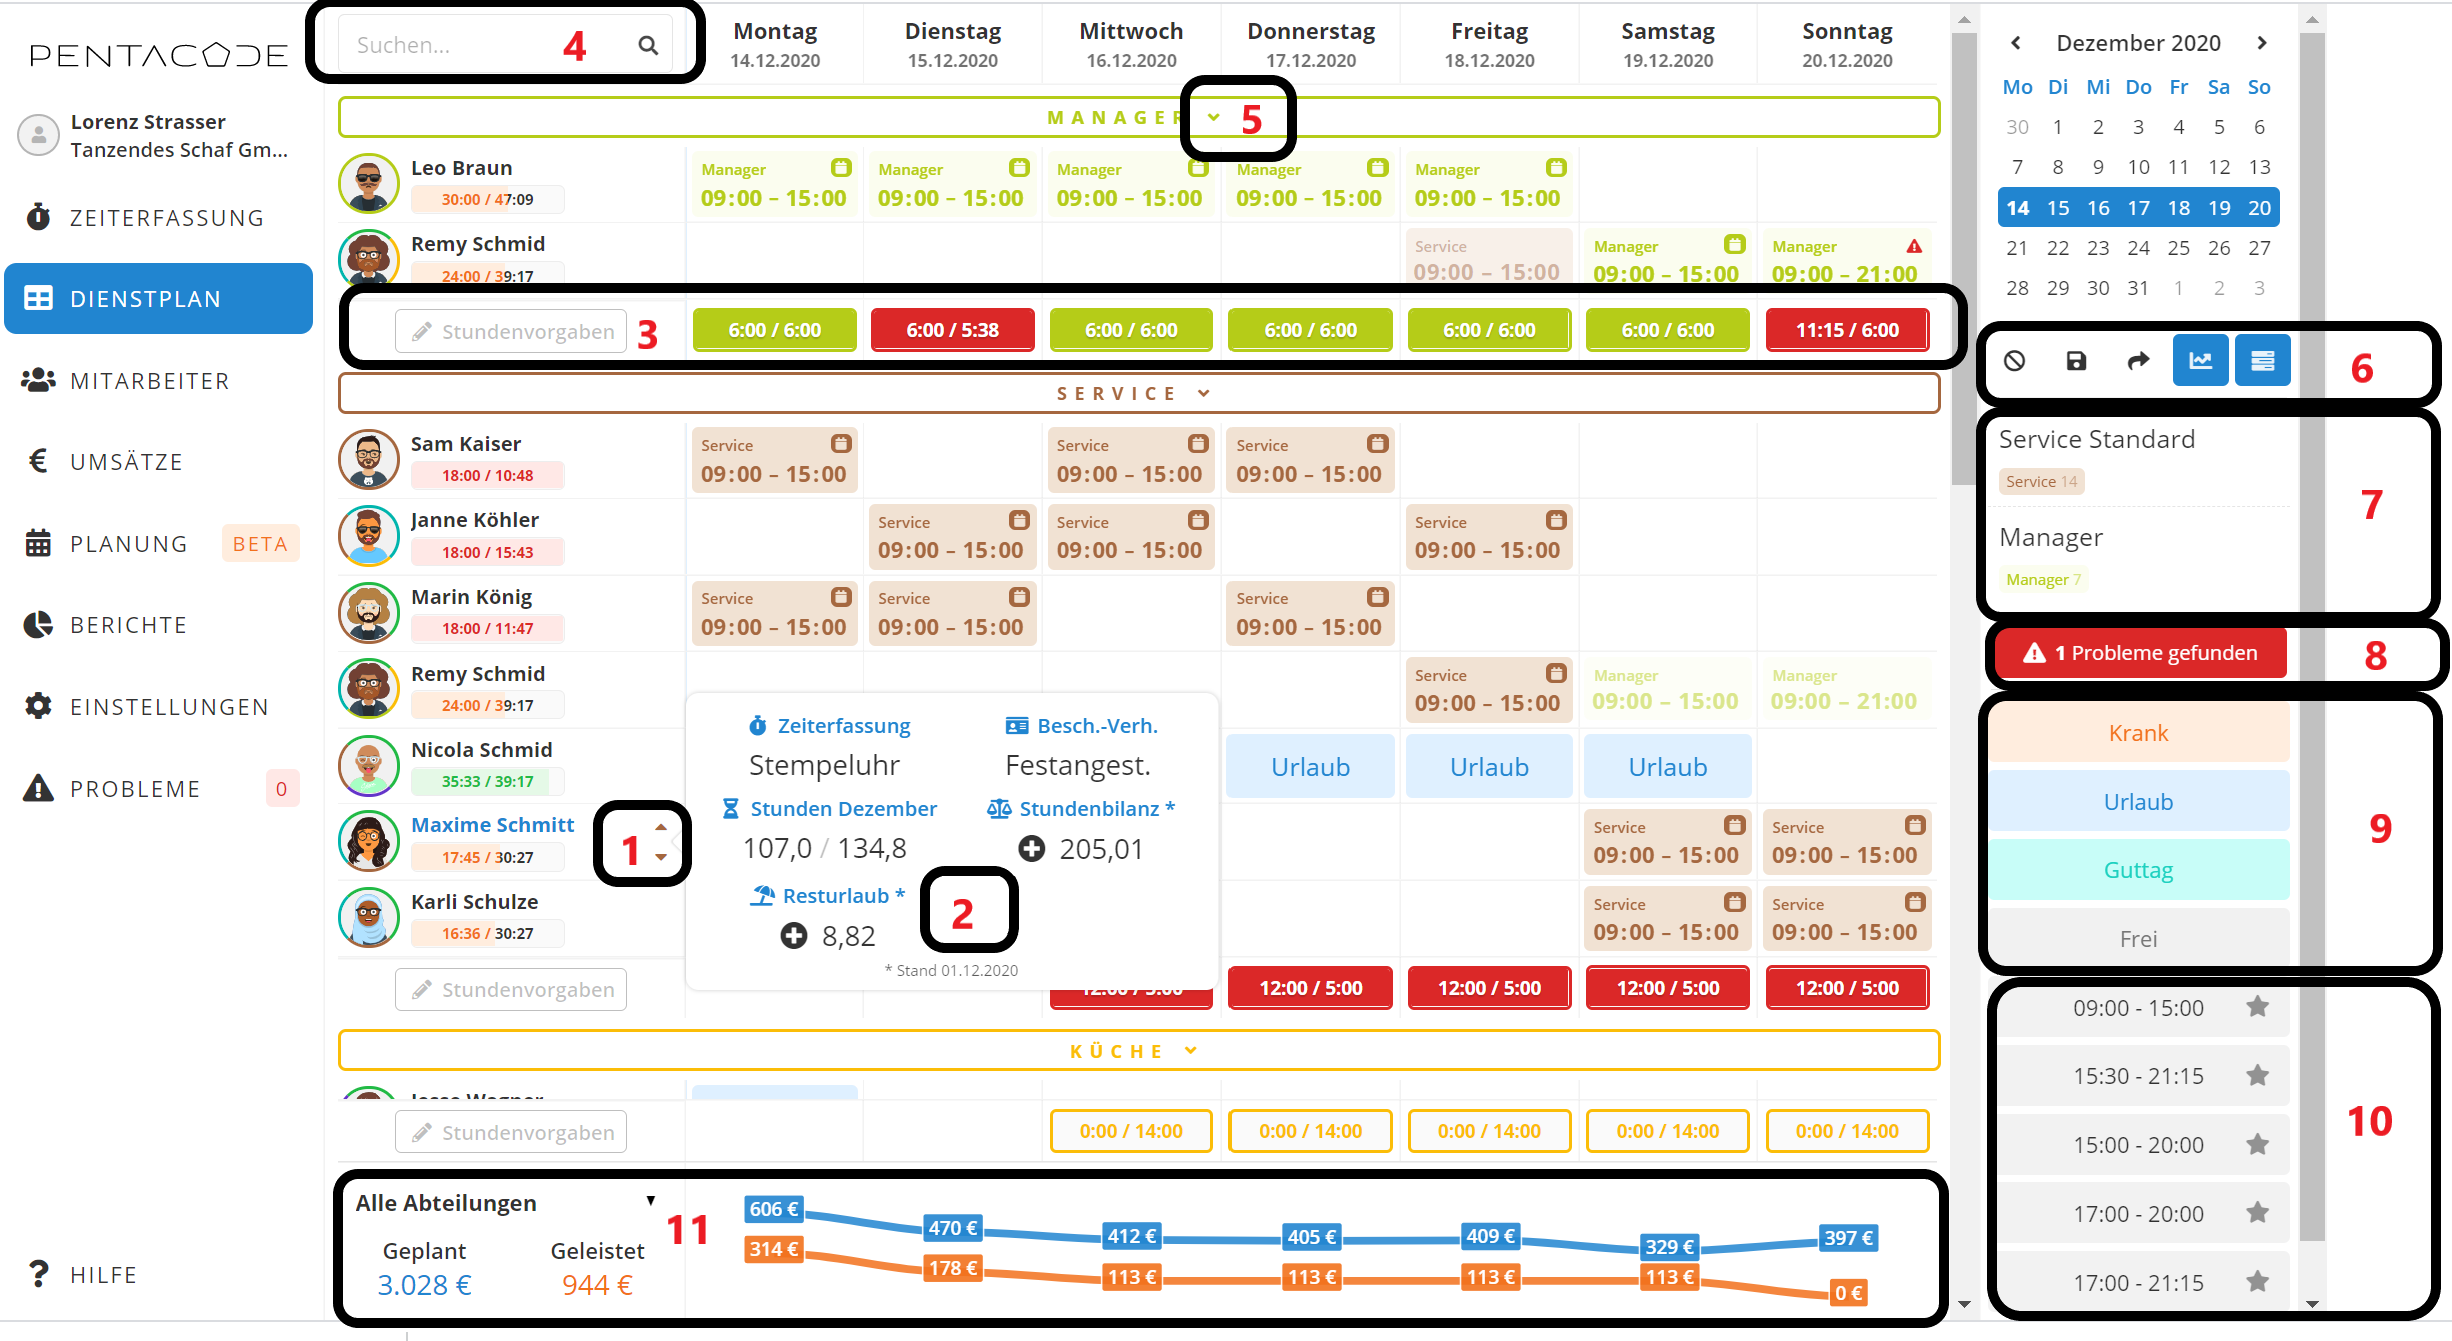 PENTACODE
Lorenz Strasser
Tanzendes Schaf Gm...
ZEITERFASSUNG
DIENSTPLAN
MITARBEITER
UMSÄTZE
PLANUNG BETA
BERICHTE
EINSTELLUNGEN
PROBLEME 0
HILFE
Suchen... 4
Montag Dienstag Mittwoch Donnerstag Freitag Samstag Sonntag
14.12.2020 15.12.2020 16.12.2020 17.12.2020 18.12.2020 19.12.2020 20.12.2020
MANAGER 5
Leo Braun
30:00 / 47:09
Manager Manager Manager Manager Manager
09:00 – 15:00 09:00 – 15:00 09:00 – 15:00 09:00 – 15:00 09:00 – 15:00
Remy Schmid
24:00 / 39:17
Service Manager Manager
09:00 – 15:00 09:00 – 15:00 09:00 – 21:00
Stundenvorgaben 3 6:00 / 6:00 6:00 / 5:38 6:00 / 6:00 6:00 / 6:00 6:00 / 6:00 6:00 / 6:00 11:15 / 6:00
SERVICE
Sam Kaiser
18:00 / 10:48
Service Service Service
09:00 – 15:00 09:00 – 15:00 09:00 – 15:00
Janne Köhler
18:00 / 15:43
Service Service Service
09:00 – 15:00 09:00 – 15:00 09:00 – 15:00
Marin König
18:00 / 11:47
Service Service Service
09:00 – 15:00 09:00 – 15:00 09:00 – 15:00
Remy Schmid
24:00 / 39:17
Service Manager Manager
09:00 – 15:00 09:00 – 15:00 09:00 – 21:00
Nicola Schmid
35:33 / 39:17
Urlaub Urlaub Urlaub
Maxime Schmitt
17:45 / 30:27
1
Service Service
09:00 – 15:00 09:00 – 15:00
Karli Schulze
16:36 / 30:27
Service Service
09:00 – 15:00 09:00 – 15:00
Zeiterfassung Besch.-Verh.
Stempeluhr Festangest.
Stunden Dezember Stundenbilanz *
107,0 / 134,8 205,01
Resturlaub * 2
8,82
* Stand 01.12.2020
Stundenvorgaben 12:00 / 5:00 12:00 / 5:00 12:00 / 5:00 12:00 / 5:00 12:00 / 5:00
KÜCHE
Jesse Wagner
Stundenvorgaben 0:00 / 14:00 0:00 / 14:00 0:00 / 14:00 0:00 / 14:00 0:00 / 14:00
Alle Abteilungen 11
Geplant Geleistet
3.028 € 944 €
606 € 470 € 412 € 405 € 409 € 329 € 397 €
314 € 178 € 113 € 113 € 113 € 113 € 0 €
Dezember 2020
Mo Di Mi Do Fr Sa So
30 1 2 3 4 5 6
7 8 9 10 11 12 13
14 15 16 17 18 19 20
21 22 23 24 25 26 27
28 29 30 31 1 2 3
6
Service Standard
Service 14
7
Manager
Manager 7
1 Probleme gefunden 8
Krank
Urlaub
9
Guttag
Frei
09:00 - 15:00
15:30 - 21:15
10
15:00 - 20:00
17:00 - 20:00
17:00 - 21:15